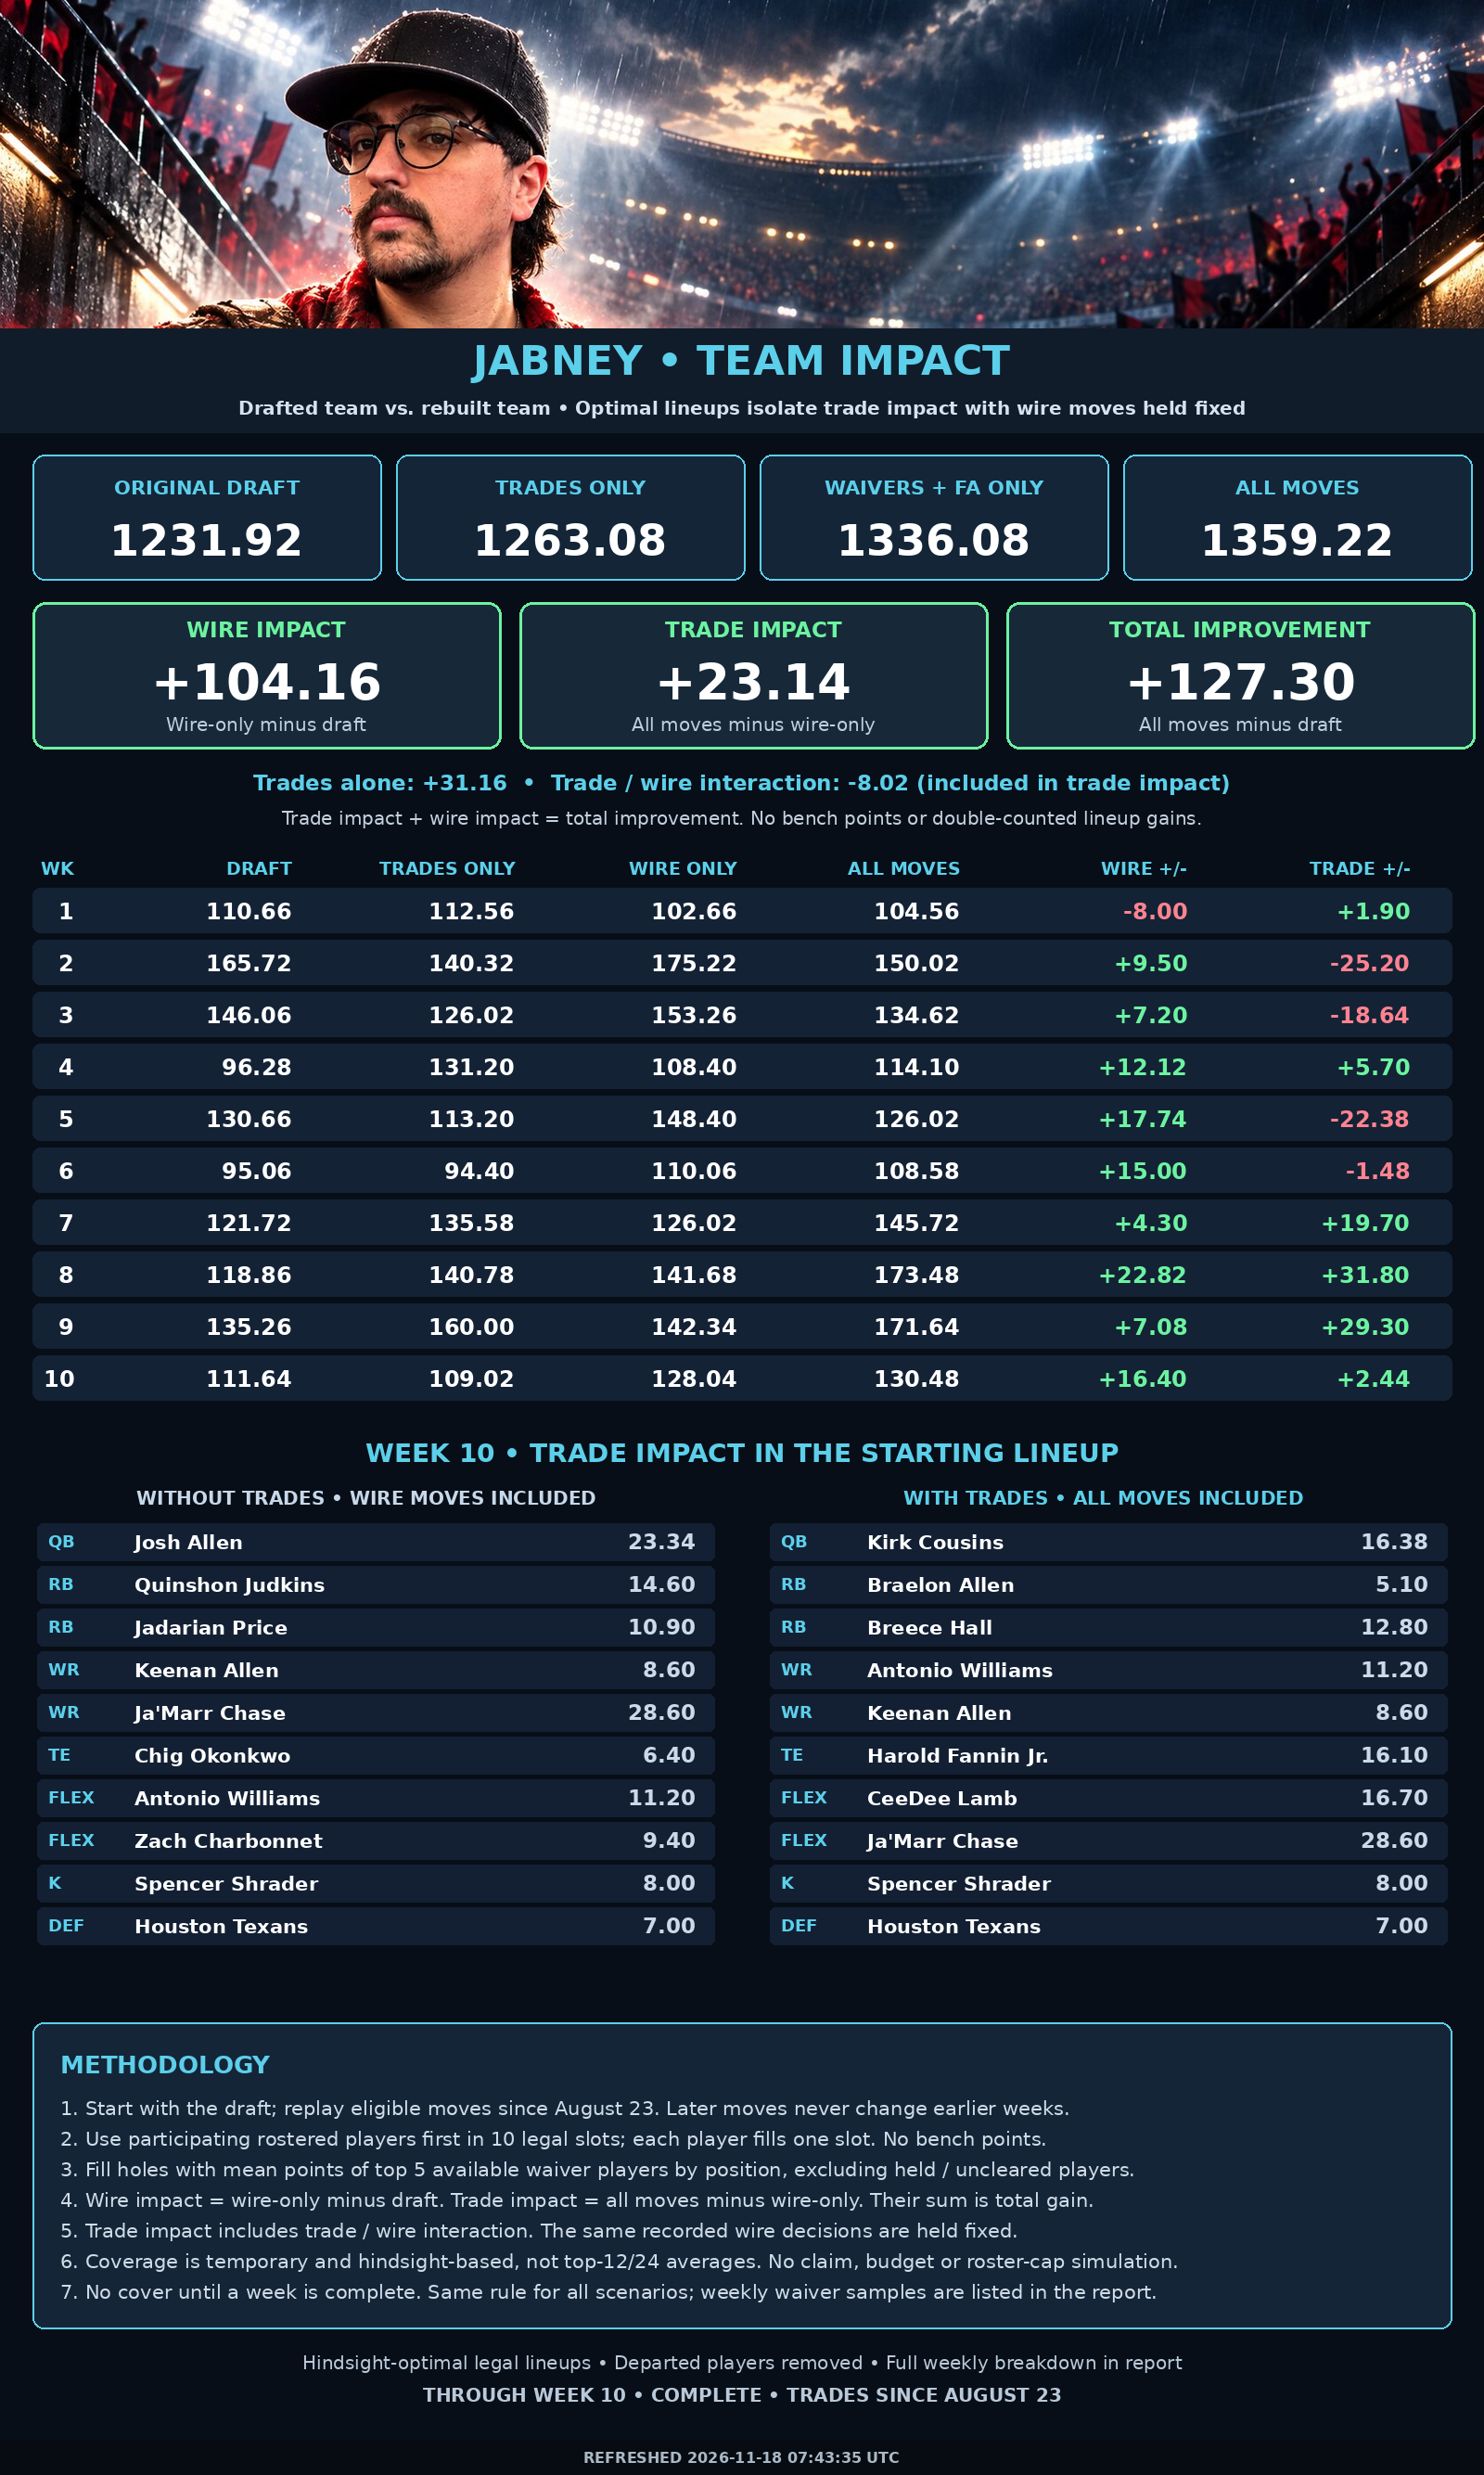 JABNEY • TEAM IMPACT
Drafted team vs. rebuilt team • Optimal lineups isolate trade impact with wire moves held fixed
ORIGINAL DRAFT TRADES ONLY WAIVERS + FA ONLY ALL MOVES
1231.92 1263.08 1336.08 1359.22
WIRE IMPACT TRADE IMPACT TOTAL IMPROVEMENT
+104.16 +23.14 +127.30
Wire-only minus draft All moves minus wire-only All moves minus draft
Trades alone: +31.16 • Trade / wire interaction: -8.02 (included in trade impact)
Trade impact + wire impact = total improvement. No bench points or double-counted lineup gains.
WK DRAFT TRADES ONLY WIRE ONLY ALL MOVES WIRE +/- TRADE +/-
1 110.66 112.56 102.66 104.56 -8.00 +1.90
2 165.72 140.32 175.22 150.02 +9.50 -25.20
3 146.06 126.02 153.26 134.62 +7.20 -18.64
4 96.28 131.20 108.40 114.10 +12.12 +5.70
5 130.66 113.20 148.40 126.02 +17.74 -22.38
6 95.06 94.40 110.06 108.58 +15.00 -1.48
7 121.72 135.58 126.02 145.72 +4.30 +19.70
8 118.86 140.78 141.68 173.48 +22.82 +31.80
9 135.26 160.00 142.34 171.64 +7.08 +29.30
10 111.64 109.02 128.04 130.48 +16.40 +2.44
WEEK 10 • TRADE IMPACT IN THE STARTING LINEUP
WITHOUT TRADES • WIRE MOVES INCLUDED
QB Josh Allen 23.34
RB Quinshon Judkins 14.60
RB Jadarian Price 10.90
WR Keenan Allen 8.60
WR Ja'Marr Chase 28.60
TE Chig Okonkwo 6.40
FLEX Antonio Williams 11.20
FLEX Zach Charbonnet 9.40
K Spencer Shrader 8.00
DEF Houston Texans 7.00
WITH TRADES • ALL MOVES INCLUDED
QB Kirk Cousins 16.38
RB Braelon Allen 5.10
RB Breece Hall 12.80
WR Antonio Williams 11.20
WR Keenan Allen 8.60
TE Harold Fannin Jr. 16.10
FLEX CeeDee Lamb 16.70
FLEX Ja'Marr Chase 28.60
K Spencer Shrader 8.00
DEF Houston Texans 7.00
METHODOLOGY
1. Start with the draft; replay eligible moves since August 23. Later moves never change earlier weeks.
2. Use participating rostered players first in 10 legal slots; each player fills one slot. No bench points.
3. Fill holes with mean points of top 5 available waiver players by position, excluding held / uncleared players.
4. Wire impact = wire-only minus draft. Trade impact = all moves minus wire-only. Their sum is total gain.
5. Trade impact includes trade / wire interaction. The same recorded wire decisions are held fixed.
6. Coverage is temporary and hindsight-based, not top-12/24 averages. No claim, budget or roster-cap simulation.
7. No cover until a week is complete. Same rule for all scenarios; weekly waiver samples are listed in the report.
Hindsight-optimal legal lineups • Departed players removed • Full weekly breakdown in report
THROUGH WEEK 10 • COMPLETE • TRADES SINCE AUGUST 23
REFRESHED 2026-11-18 07:43:35 UTC